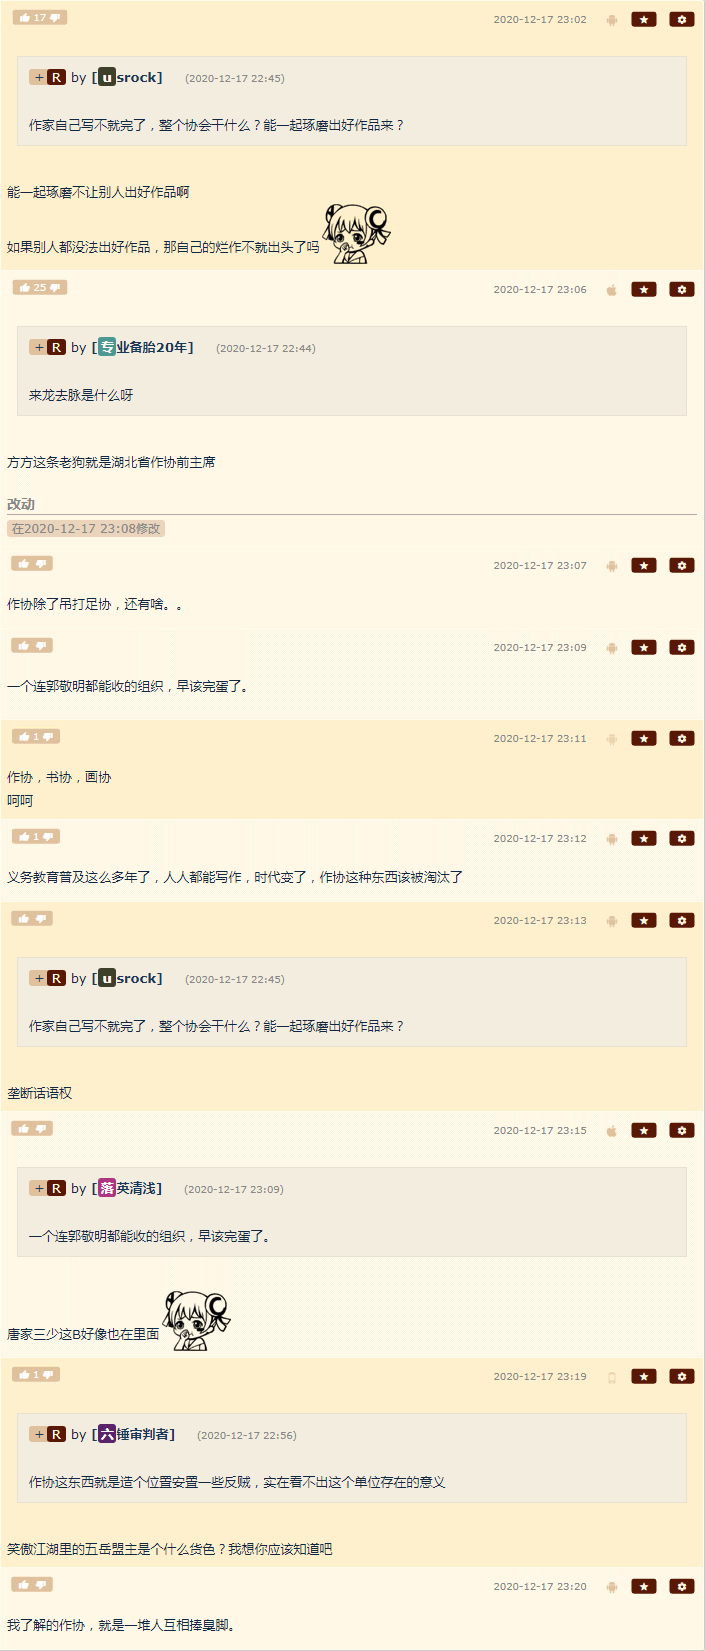 17
2020-12-17 23:02
+ R by [usrock] (2020-12-17 22:45)
作家自己写不就完了，整个协会干什么？能一起琢磨出好作品来？
能一起琢磨不让别人出好作品啊
如果别人都没法出好作品，那自己的烂作不就出头了吗
25
2020-12-17 23:06
+ R by [专业备胎20年] (2020-12-17 22:44)
来龙去脉是什么呀
方方这条老狗就是湖北省作协前主席
改动
在2020-12-17 23:08修改
2020-12-17 23:07
作协除了吊打足协，还有啥。。
2020-12-17 23:09
一个连郭敬明都能收的组织，早该完蛋了。
1
2020-12-17 23:11
作协，书协，画协
呵呵
1
2020-12-17 23:12
义务教育普及这么多年了，人人都能写作，时代变了，作协这种东西该被淘汰了
2020-12-17 23:13
+ R by [usrock] (2020-12-17 22:45)
作家自己写不就完了，整个协会干什么？能一起琢磨出好作品来？
垄断话语权
2020-12-17 23:15
+ R by [落英清浅] (2020-12-17 23:09)
一个连郭敬明都能收的组织，早该完蛋了。
唐家三少这B好像也在里面
1
2020-12-17 23:19
+ R by [六锤审判者] (2020-12-17 22:56)
作协这东西就是造个位置安置一些反贼，实在看不出这个单位存在的意义
笑傲江湖里的五岳盟主是个什么货色？我想你应该知道吧
2020-12-17 23:20
我了解的作协，就是一堆人互相捧臭脚。